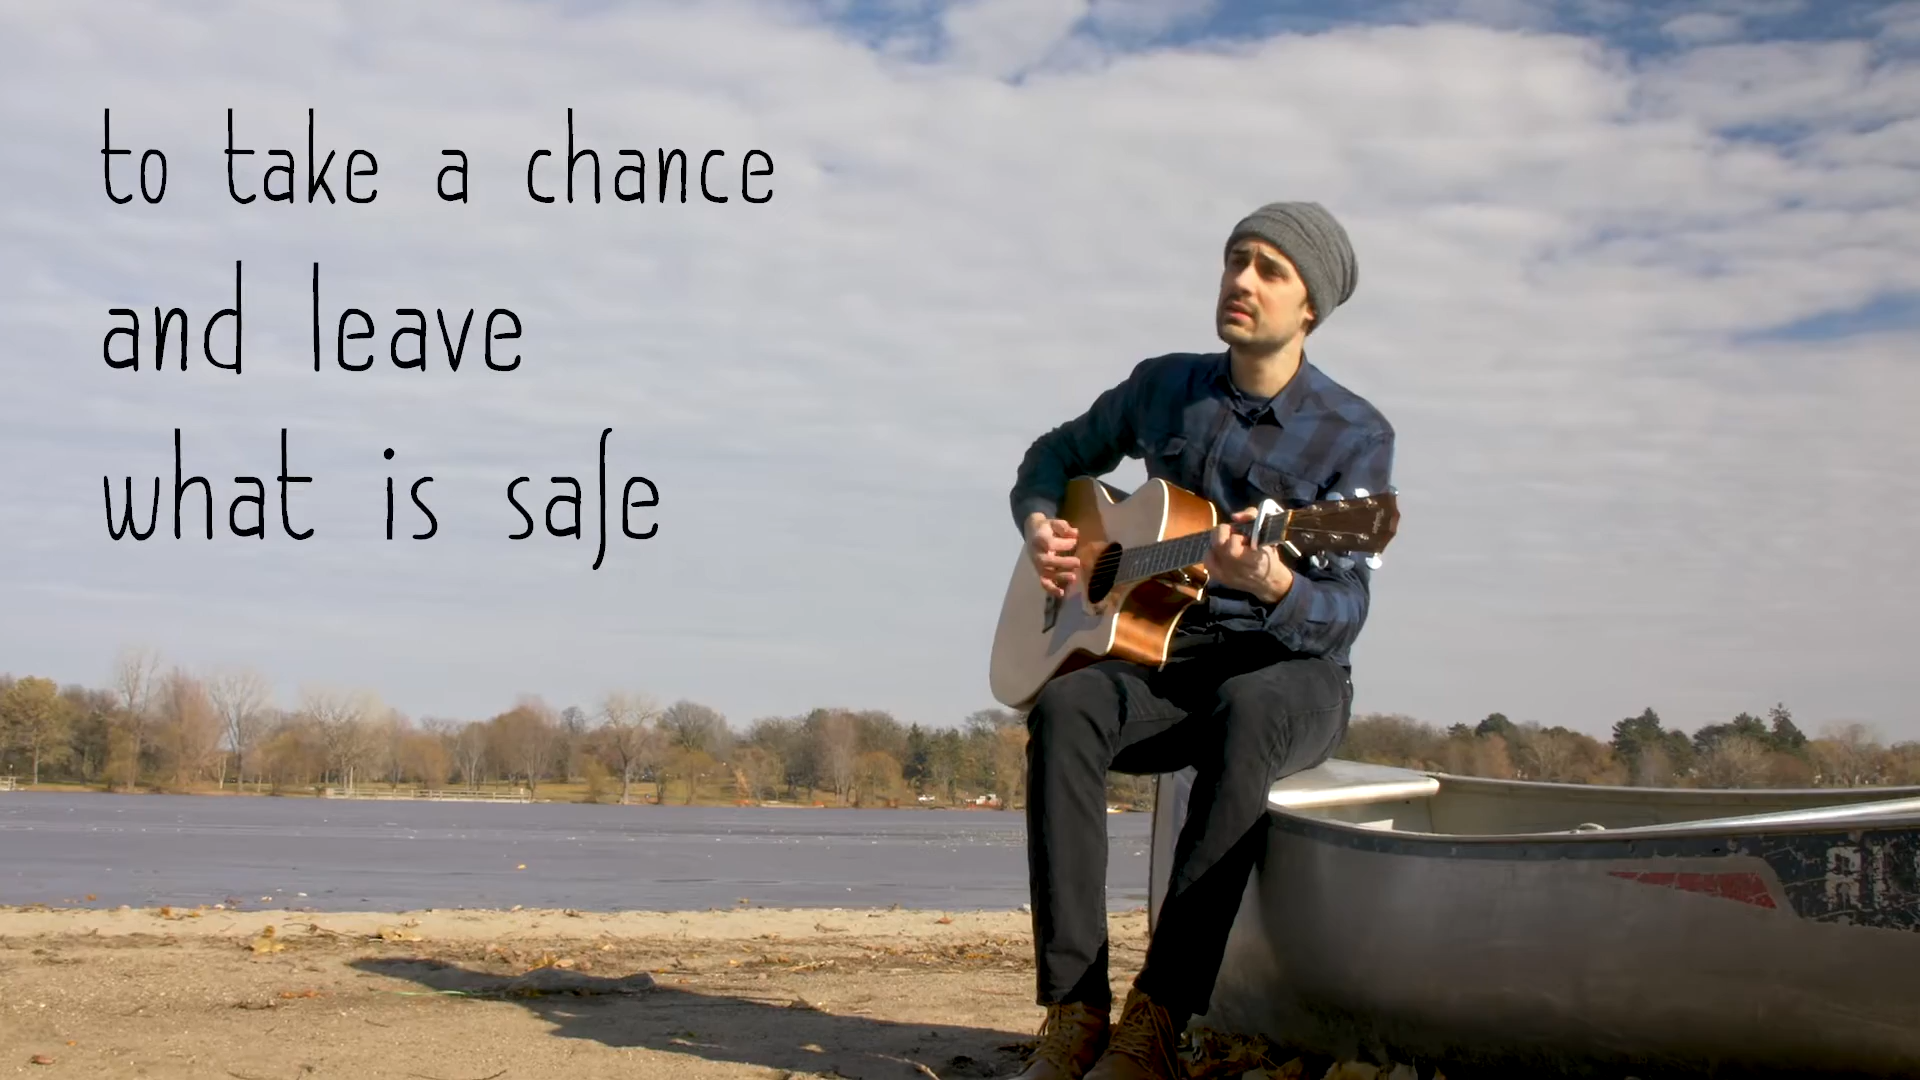 to take a chance
and leave
what is safe